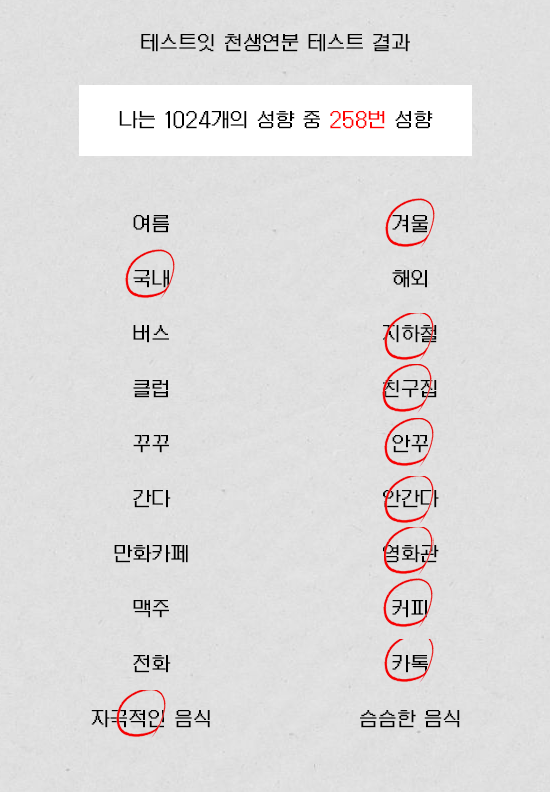 테스트잇 천생연분 테스트 결과
나는 1024개의 성향 중 258번 성향
여름 겨울
국내 해외
버스 지하철
클럽 친구집
꾸꾸 안꾸
간다 안간다
만화카페 영화관
맥주 커피
전화 카톡
자극적인 음식 슴슴한 음식